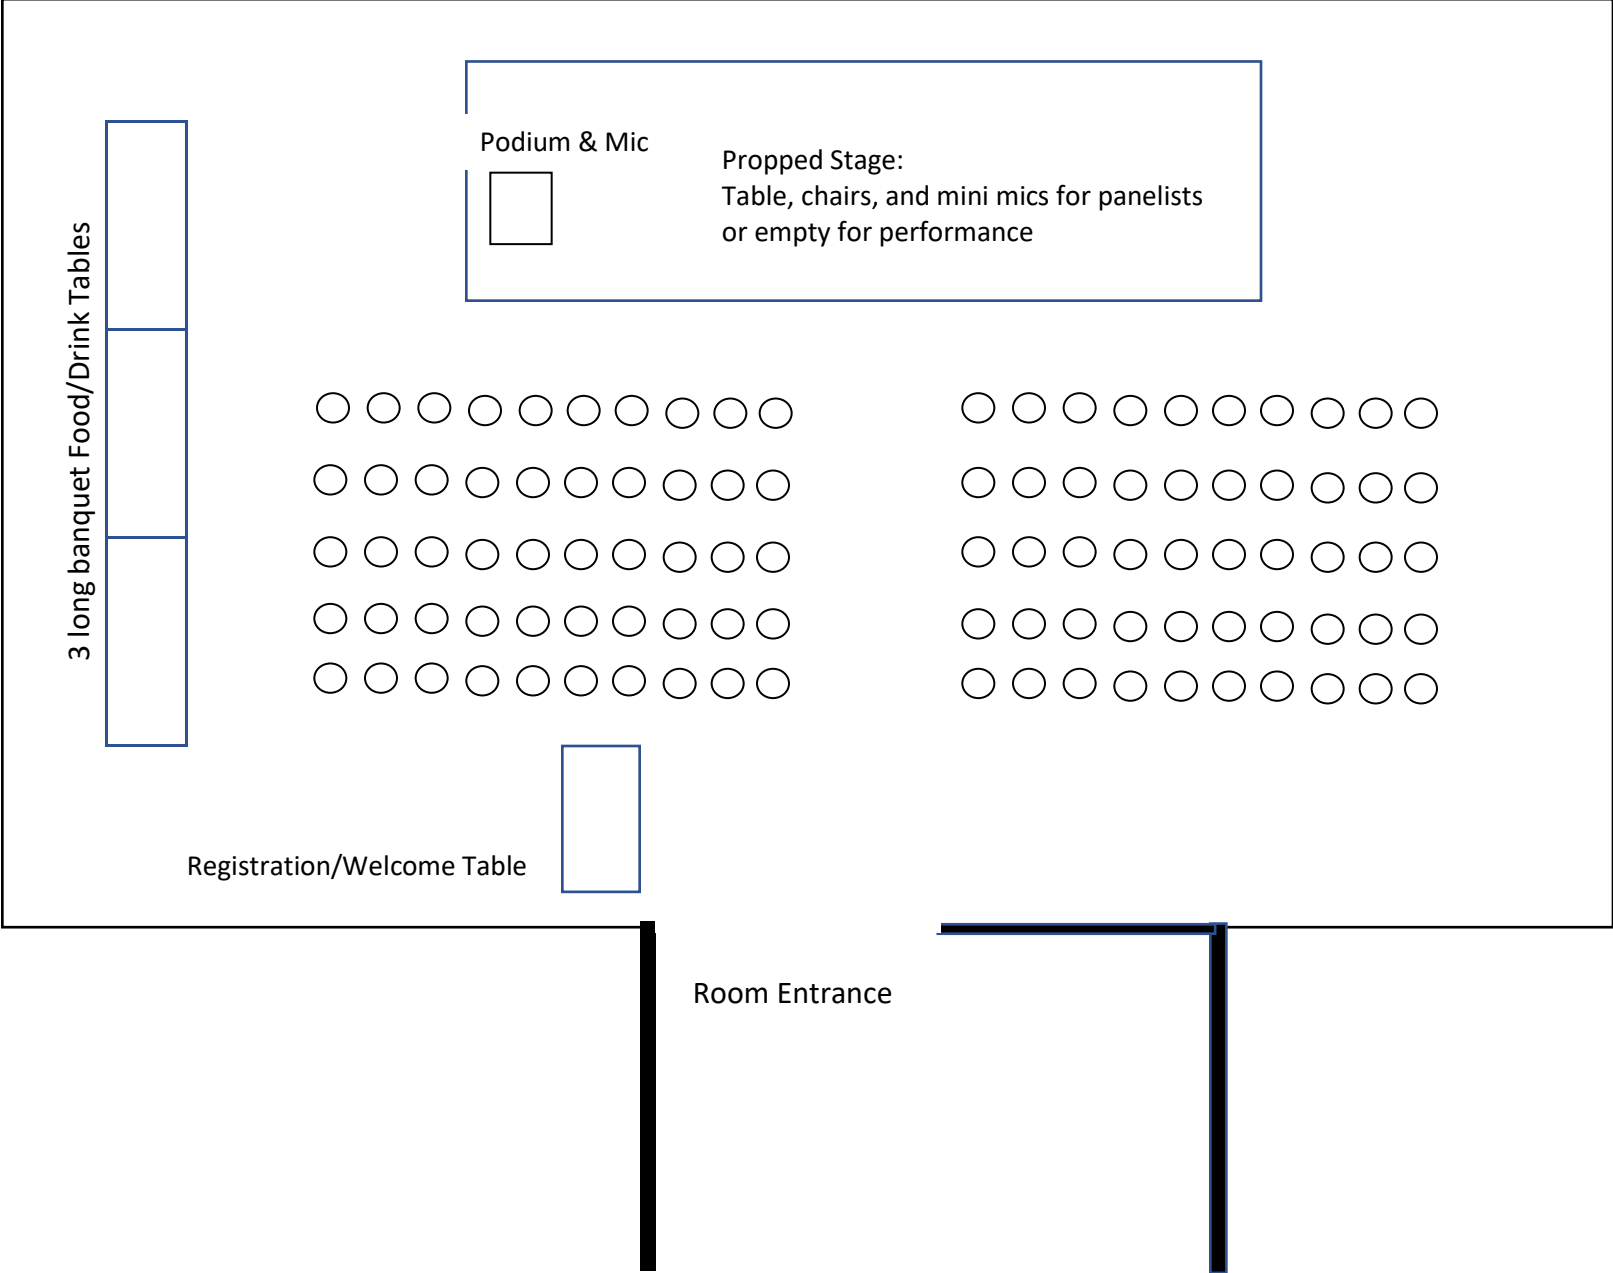 Podium & Mic
Propped Stage:
Table, chairs, and mini mics for panelists
or empty for performance
3 long banquet Food/Drink Tables
Registration/Welcome Table
Room Entrance